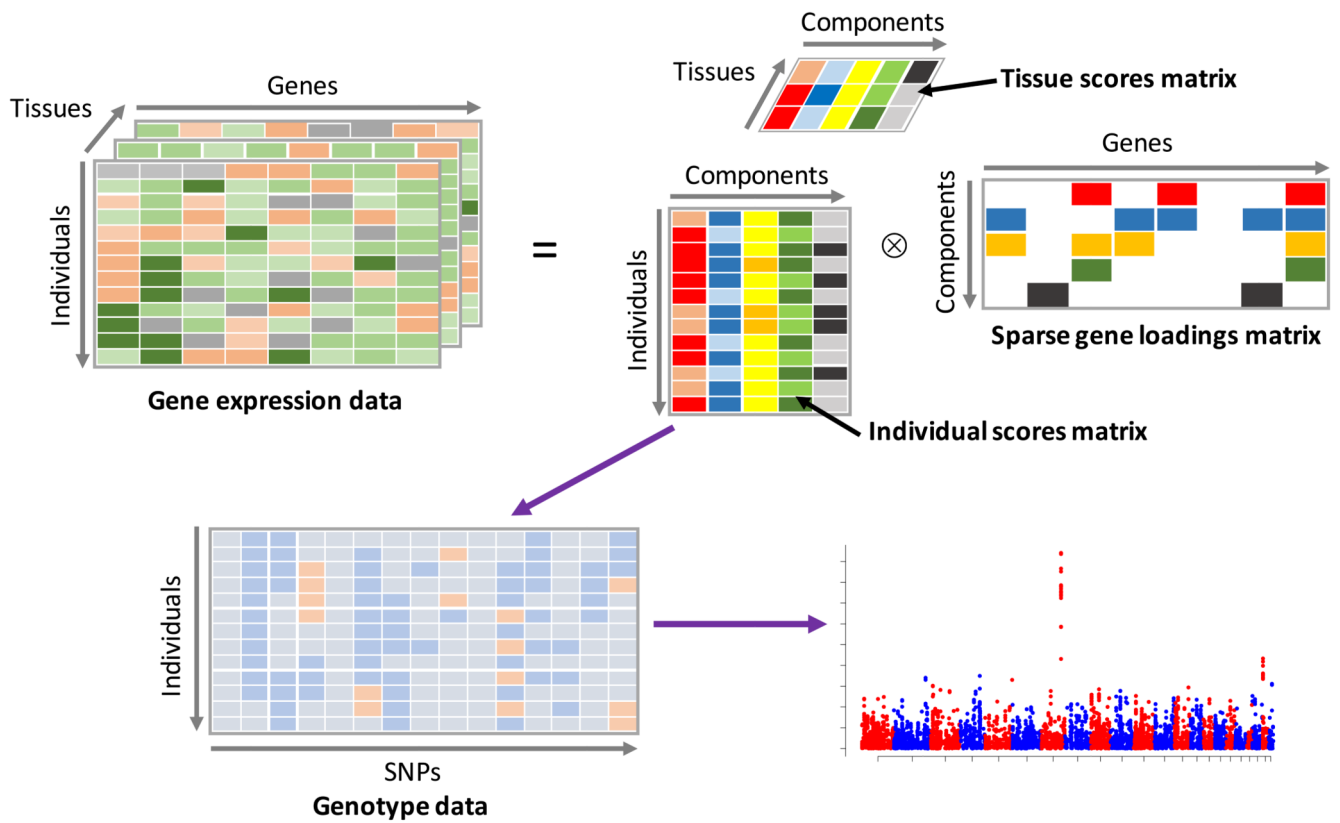 Components
Tissues
Tissue scores matrix
Genes
Tissues
Individuals
Gene expression data
=
Components
Individuals
⊗
Genes
Components
Sparse gene loadings matrix
Individual scores matrix
Individuals
SNPs
Genotype data